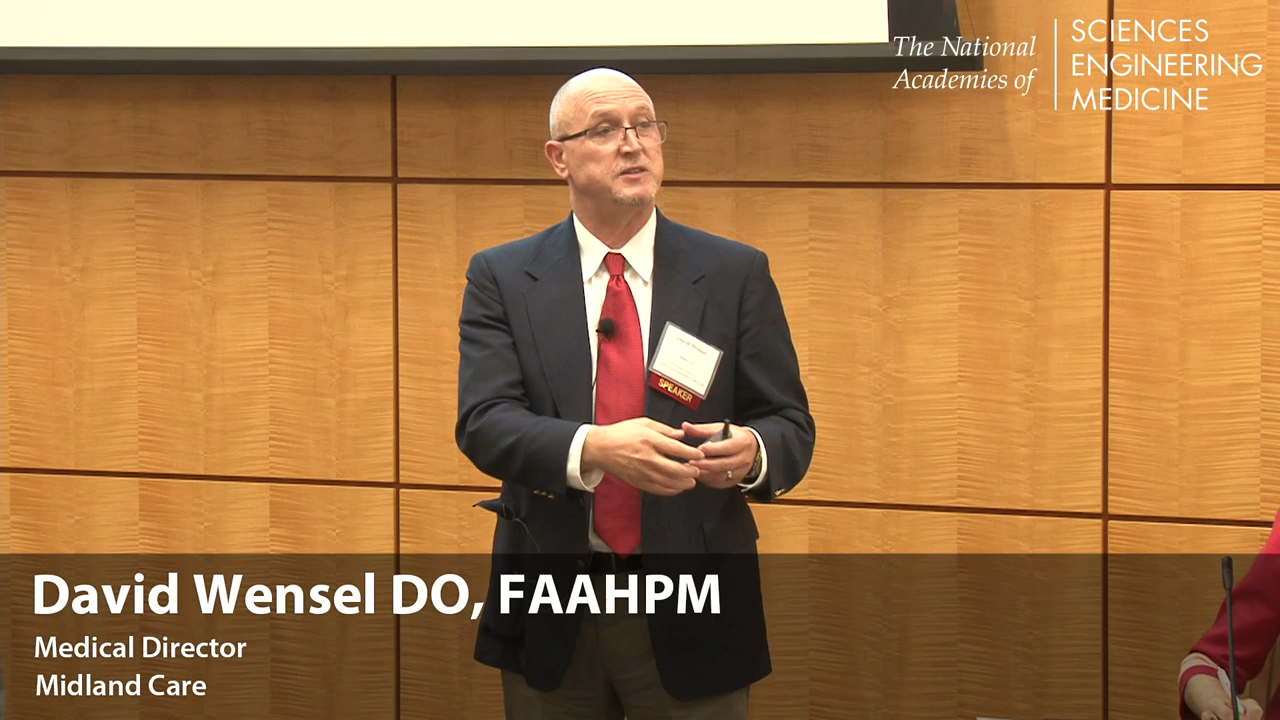 The National
Academies of
SCIENCES
ENGINEERING
MEDICINE
SPEAKER
David Wensel DO, FAAHPM
Medical Director
Midland Care